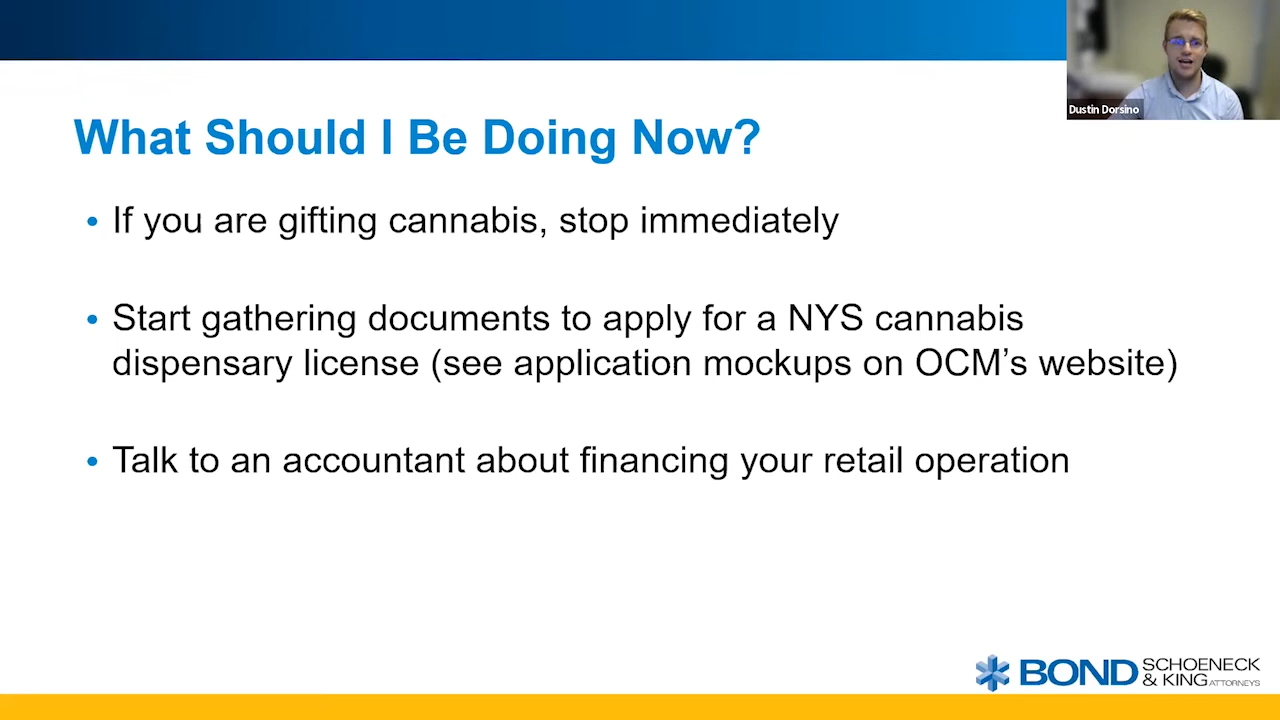 Dustin Dorsino
What Should I Be Doing Now?
• If you are gifting cannabis, stop immediately
• Start gathering documents to apply for a NYS cannabis
dispensary license (see application mockups on OCM’s website)
• Talk to an accountant about financing your retail operation
BOND SCHOENECK
& KING ATTORNEYS